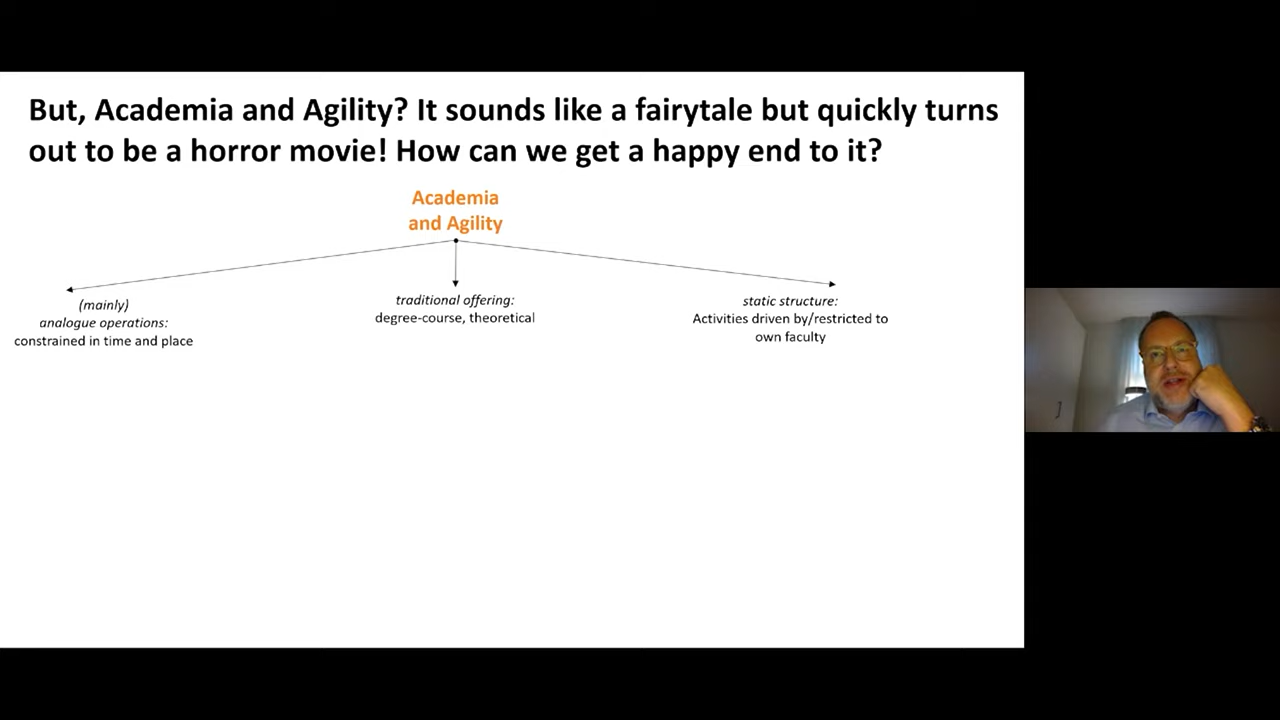 But, Academia and Agility? It sounds like a fairytale but quickly turns
out to be a horror movie! How can we get a happy end to it?
Academia
and Agility
(mainly)
analogue operations:
constrained in time and place
traditional offering:
degree-course, theoretical
static structure:
Activities driven by/restricted to
own faculty